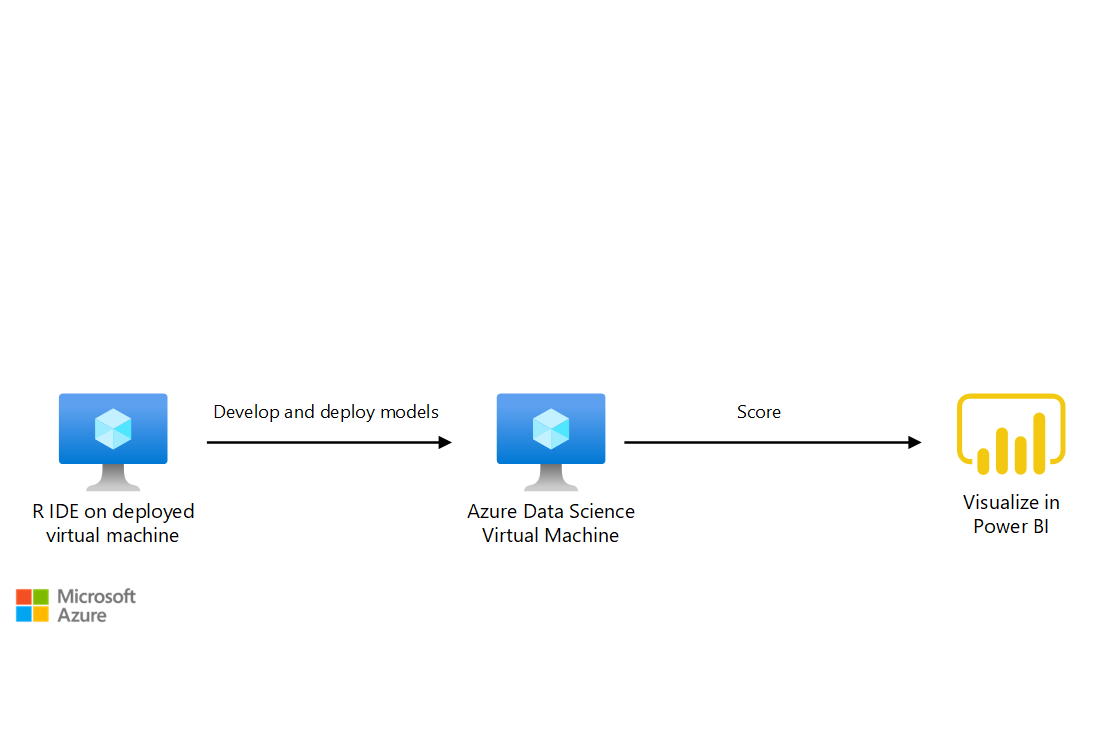 Develop and deploy models
Score
R IDE on deployed
virtual machine
Azure Data Science
Virtual Machine
Visualize in
Power BI
Microsoft
Azure